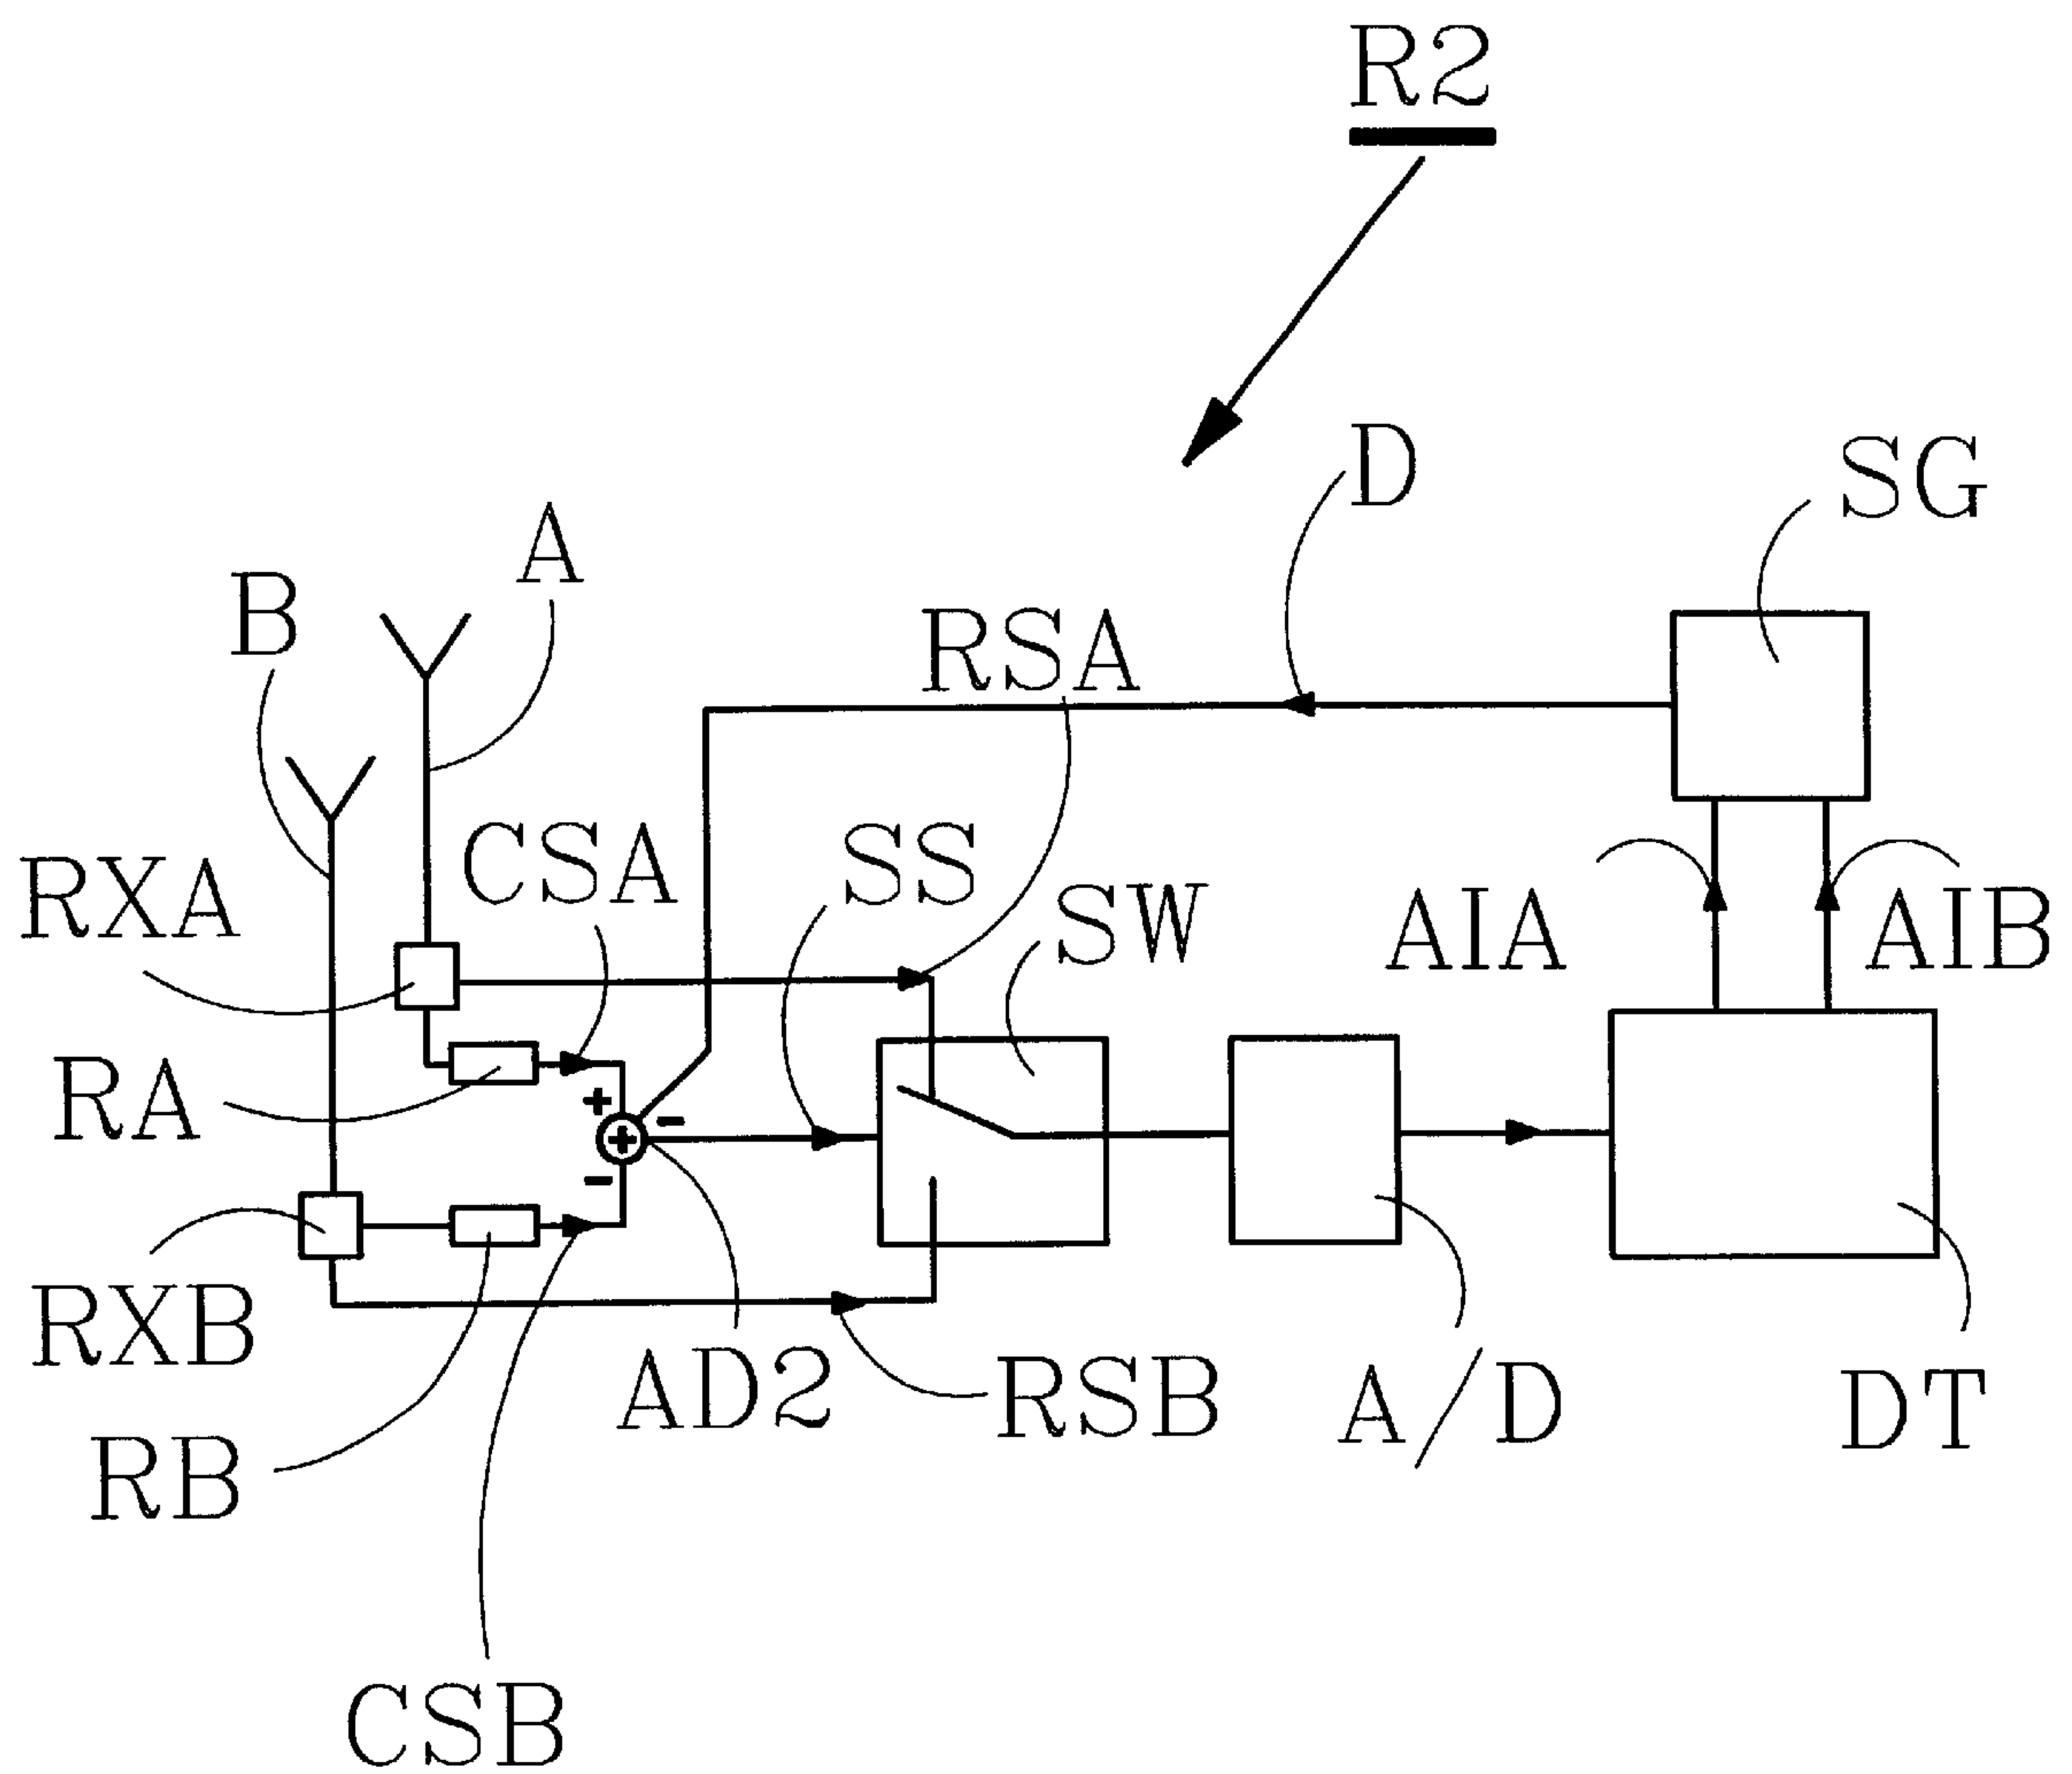 R2
D
SG
A
B
RSA
CSA
SS
RXA
SW
AIA
AIB
RA
+
-
+
-
RXB
AD2
RSB
A/D
DT
RB
CSB